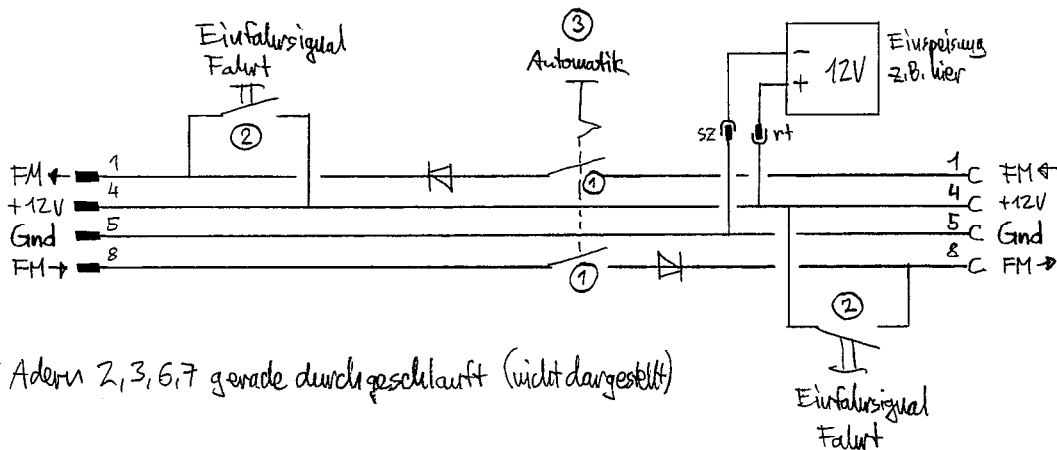 Einfahrsignal
Fahrt
2
3
Automatik
-
+
12V
Einspeisung
z.B. hier
sz
rt
FM ←
1
1
1
FM ←
+12V
4
4
+12V
Gnd
5
5
Gnd
FM →
8
1
8
FM →
2
Adern 2,3,6,7 gerade durchgeschlauft (nicht dargestellt)
Einfahrsignal
Fahrt